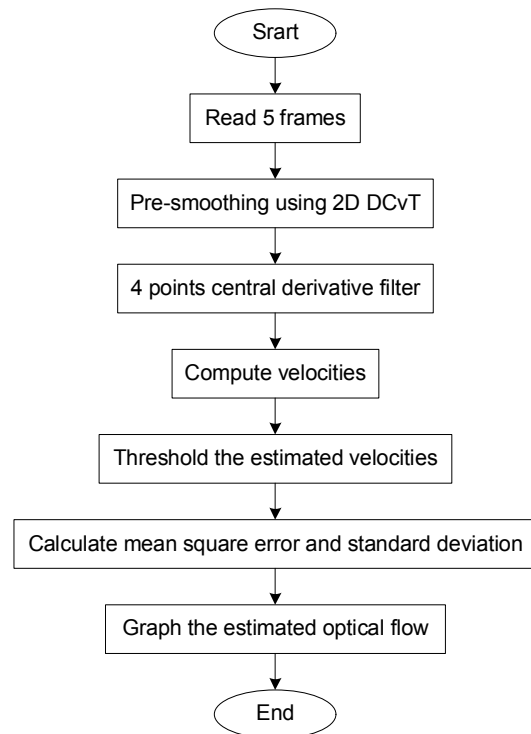 Srart
Read 5 frames
Pre-smoothing using 2D DCvT
4 points central derivative filter
Compute velocities
Threshold the estimated velocities
Calculate mean square error and standard deviation
Graph the estimated optical flow
End